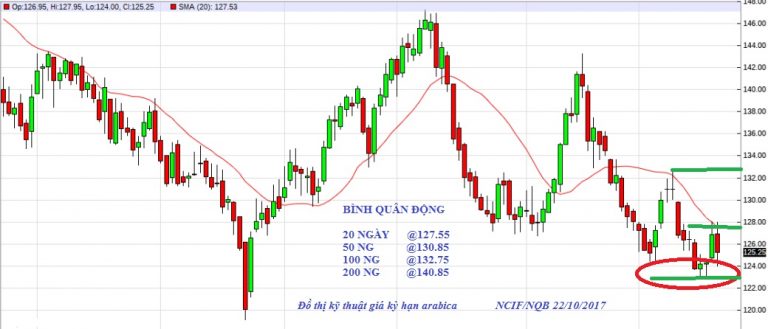 Op:126.95, Hi:127.95, Lo:124.00, Cl:125.25 SMA (20): 127.53
148.00
146.00
144.00
142.00
140.00
138.00
136.00
134.00
132.00
130.00
128.00
126.00
125.25
124.00
122.00
120.00
BÌNH QUÂN ĐỘNG
20 NGÀY @127.55
50 NG @130.85
100 NG @132.75
200 NG @140.85
Đồ thị kỹ thuật giá kỳ hạn arabica NCIF/NQB 22/10/2017